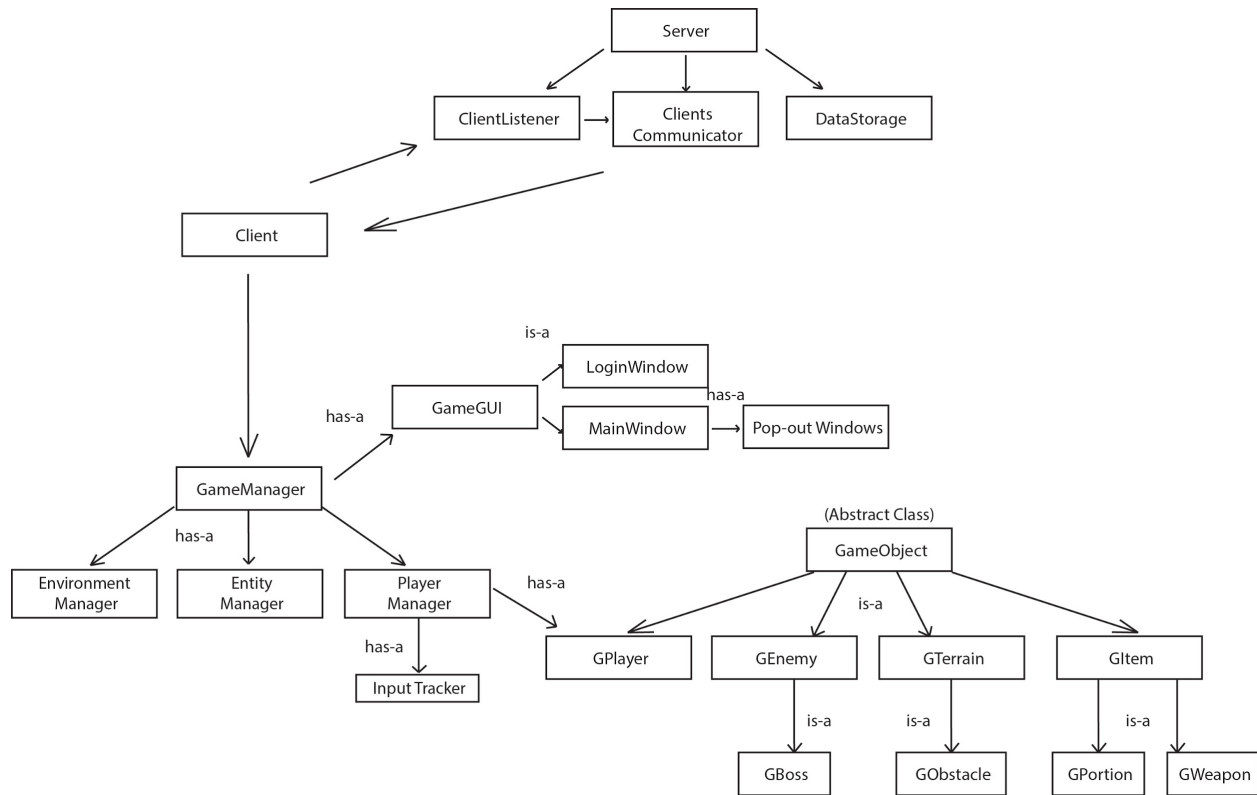 Server
ClientListener
Clients
Communicator
DataStorage
Client
is-a
LoginWindow
has-a
GameGUI
has-a
MainWindow
Pop-out Windows
GameManager
has-a
(Abstract Class)
GameObject
Environment
Manager
Entity
Manager
Player
Manager
has-a
is-a
has-a
GPlayer
GEnemy
GTerrain
GItem
Input Tracker
is-a
is-a
is-a
GBoss
GObstacle
GPortion
GWeapon